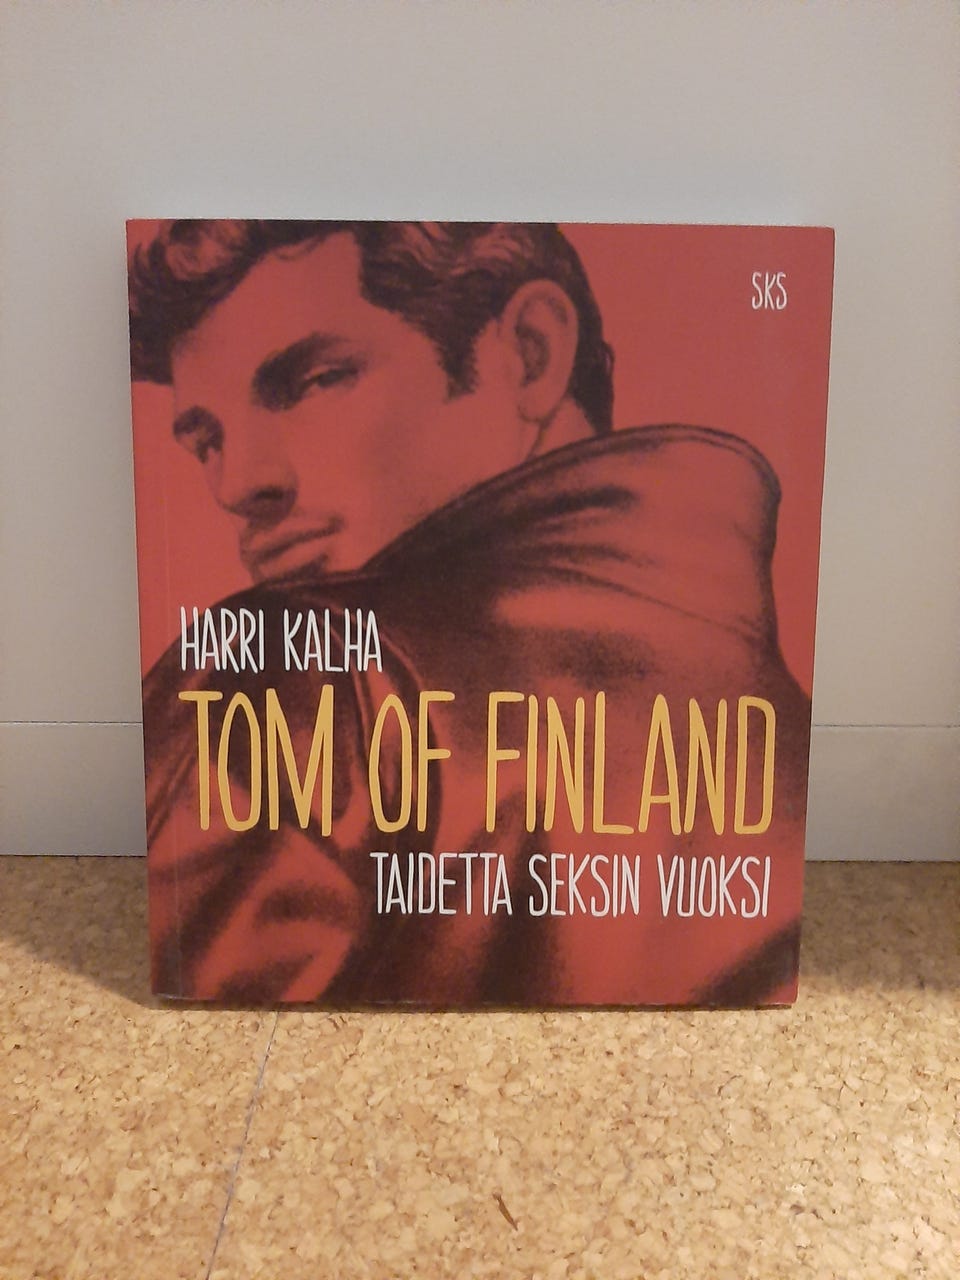 SKS
HARRI KALHA
TOM OF FINLAND
TAIDETTA SEKSIN VUOKSI